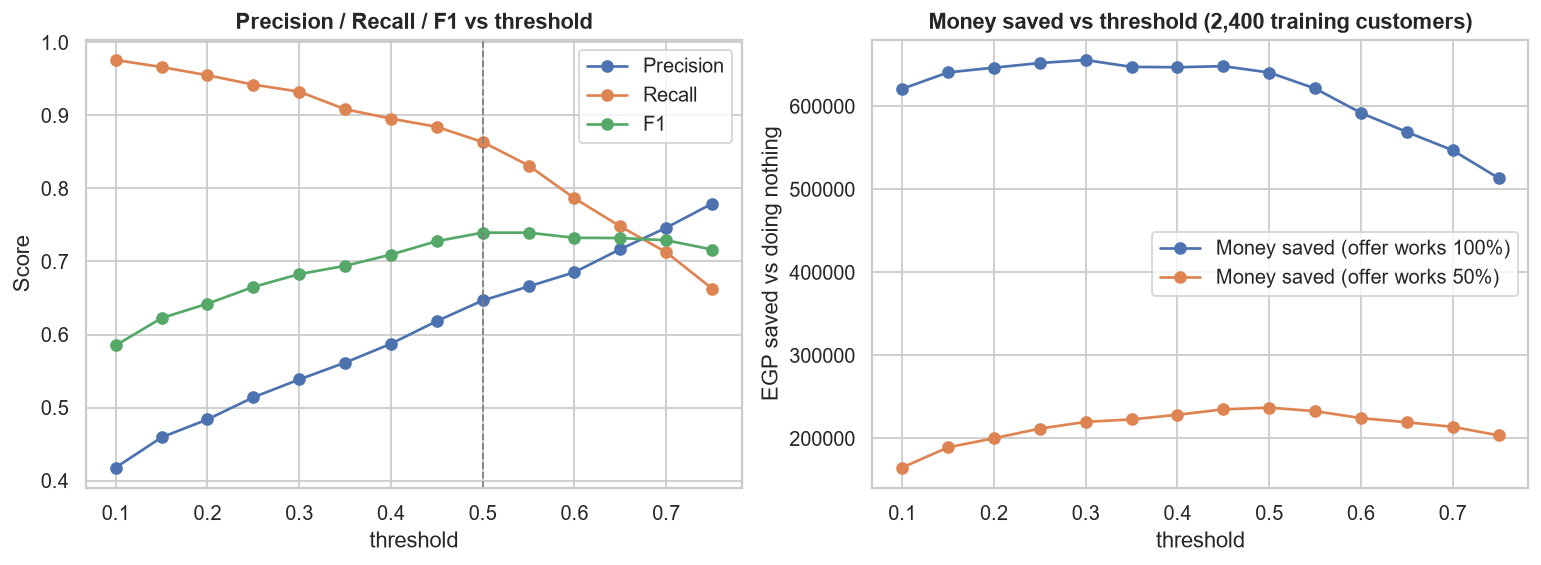 Precision / Recall / F1 vs threshold
1.0
0.9
0.8
0.7
0.6
0.5
0.4
Score
0.1 0.2 0.3 0.4 0.5 0.6 0.7
threshold
Precision
Recall
F1
Money saved vs threshold (2,400 training customers)
600000
500000
400000
300000
200000
EGP saved vs doing nothing
0.1 0.2 0.3 0.4 0.5 0.6 0.7
threshold
Money saved (offer works 100%)
Money saved (offer works 50%)